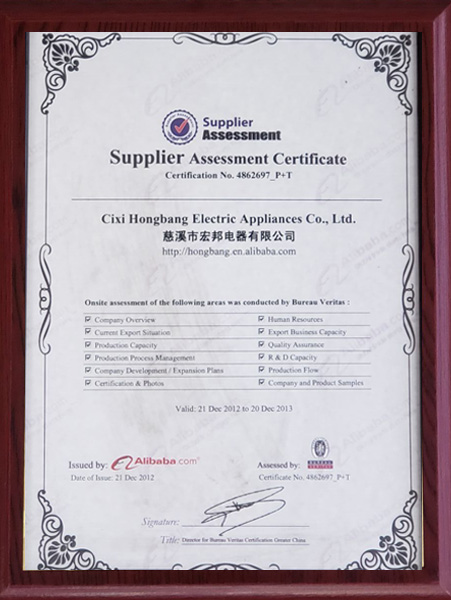 Supplier
Assessment
Supplier Assessment Certificate
Certification No. 4862697_P+T
Cixi Hongbang Electric Appliances Co., Ltd.
慈溪市宏邦电器有限公司
http://hongbang.en.alibaba.com
Onsite assessment of the following areas was conducted by Bureau Veritas :
Company Overview Human Resources
Current Export Situation Export Business Capacity
Production Capacity Quality Assurance
Production Process Management R & D Capacity
Company Development / Expansion Plans Production Flow
Certification & Photos Company and Product Samples
Valid: 21 Dec 2012 to 20 Dec 2013
Issued by: Alibaba.com Assessed by: BUREAU VERITAS
Date of Issue: 21 Dec 2012 Certificate No. 4862697_P+T
Signature:
Title: Director for Bureau Veritas Certification Greater China